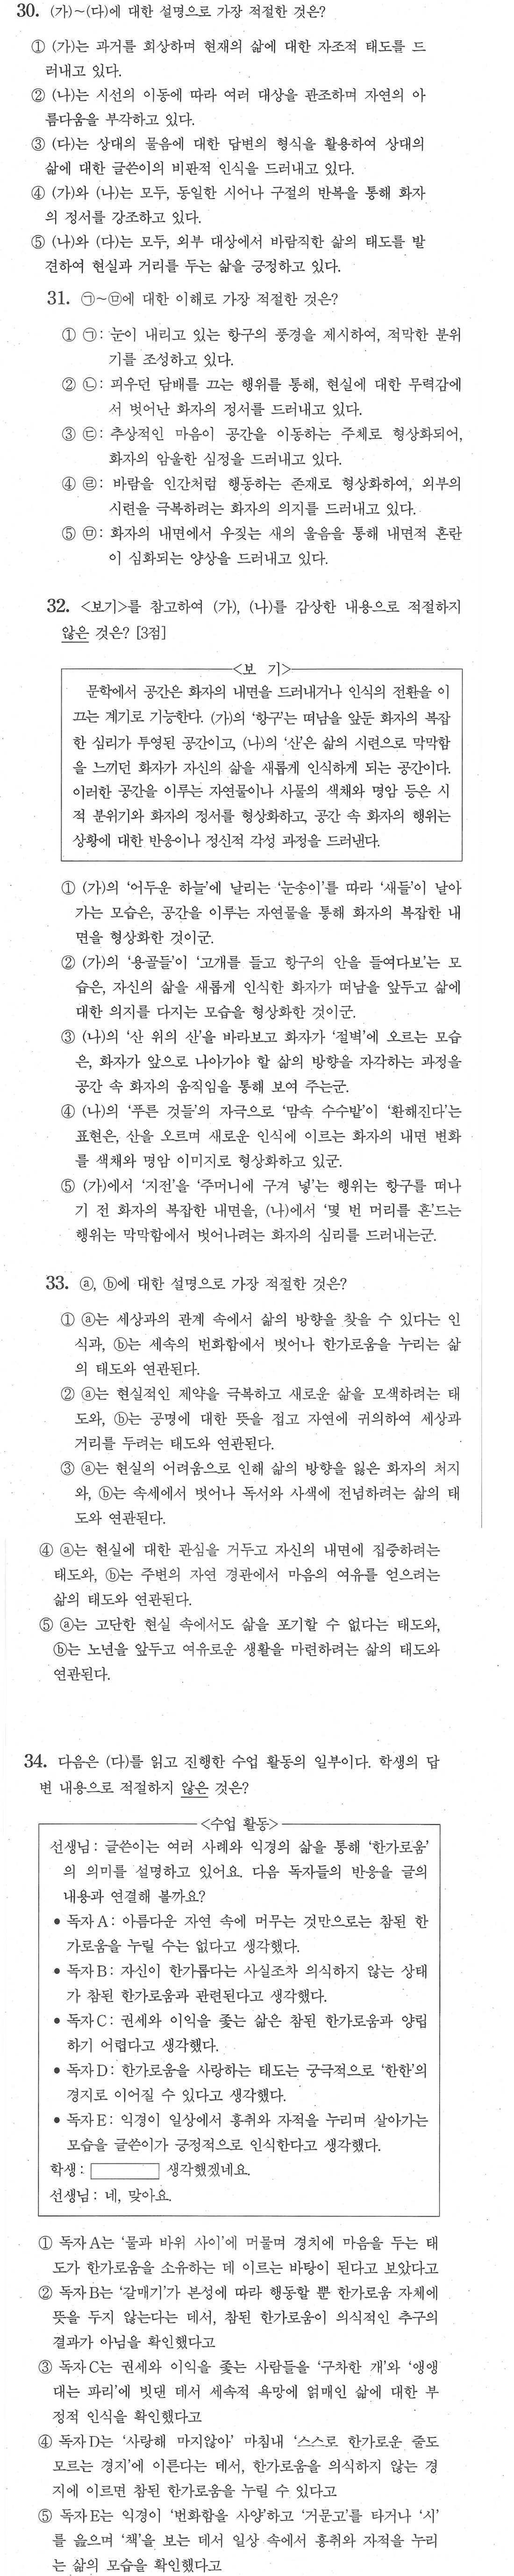 30. (가)~(다)에 대한 설명으로 가장 적절한 것은?
① (가)는 과거를 회상하며 현재의 삶에 대한 자조적 태도를 드
러내고 있다.
② (나)는 시선의 이동에 따라 여러 대상을 관조하며 자연의 아
름다움을 부각하고 있다.
③ (다)는 상대의 물음에 대한 답변의 형식을 활용하여 상대의
삶에 대한 글쓴이의 비판적 인식을 드러내고 있다.
④ (가)와 (나)는 모두, 동일한 시어나 구절의 반복을 통해 화자
의 정서를 강조하고 있다.
⑤ (나)와 (다)는 모두, 외부 대상에서 바람직한 삶의 태도를 발
견하여 현실과 거리를 두는 삶을 긍정하고 있다.
31. ㉠~㉤에 대한 이해로 가장 적절한 것은?
① ㉠: 눈이 내리고 있는 항구의 풍경을 제시하여, 적막한 분위
기를 조성하고 있다.
② ㉡: 피우던 담배를 끄는 행위를 통해, 현실에 대한 무력감에
서 벗어난 화자의 정서를 드러내고 있다.
③ ㉢: 추상적인 마음이 공간을 이동하는 주체로 형상화되어,
화자의 암울한 심정을 드러내고 있다.
④ ㉣: 바람을 인간처럼 행동하는 존재로 형상화하여, 외부의
시련을 극복하려는 화자의 의지를 드러내고 있다.
⑤ ㉤: 화자의 내면에서 우짖는 새의 울음을 통해 내면적 혼란
이 심화되는 양상을 드러내고 있다.
32. <보기>를 참고하여 (가), (나)를 감상한 내용으로 적절하지
않은 것은? [3점]
<보 기>
문학에서 공간은 화자의 내면을 드러내거나 인식의 전환을 이
끄는 계기로 기능한다. (가)의 '항구'는 떠남을 앞둔 화자의 복잡
한 심리가 투영된 공간이고, (나)의 '산'은 삶의 시련으로 막막함
을 느끼던 화자가 자신의 삶을 새롭게 인식하게 되는 공간이다.
이러한 공간을 이루는 자연물이나 사물의 색채와 명암 등은 시
적 분위기와 화자의 정서를 형상화하고, 공간 속 화자의 행위는
상황에 대한 반응이나 정신적 각성 과정을 드러낸다.
① (가)의 '어두운 하늘'에 날리는 '눈송이'를 따라 '새들'이 날아
가는 모습은, 공간을 이루는 자연물을 통해 화자의 복잡한 내
면을 형상화한 것이군.
② (가)의 '용골들'이 '고개를 들고 항구의 안을 들여다보'는 모
습은, 자신의 삶을 새롭게 인식한 화자가 떠남을 앞두고 삶에
대한 의지를 다지는 모습을 형상화한 것이군.
③ (나)의 '산 위의 산'을 바라보고 화자가 '절벽'에 오르는 모습
은, 화자가 앞으로 나아가야 할 삶의 방향을 자각하는 과정을
공간 속 화자의 움직임을 통해 보여 주는군.
④ (나)의 '푸른 것들'의 자극으로 '맘속 수수밭'이 '환해진다'는
표현은, 산을 오르며 새로운 인식에 이르는 화자의 내면 변화
를 색채와 명암 이미지로 형상화하고 있군.
⑤ (가)에서 '지전'을 '주머니에 구겨 넣'는 행위는 항구를 떠나
기 전 화자의 복잡한 내면을, (나)에서 '몇 번 머리를 흔'드는
행위는 막막함에서 벗어나려는 화자의 심리를 드러내는군.
33. ⓐ, ⓑ에 대한 설명으로 가장 적절한 것은?
① ⓐ는 세상과의 관계 속에서 삶의 방향을 찾을 수 있다는 인
식과, ⓑ는 세속의 번화함에서 벗어나 한가로움을 누리는 삶
의 태도와 연관된다.
② ⓐ는 현실적인 제약을 극복하고 새로운 삶을 모색하려는 태
도와, ⓑ는 공명에 대한 뜻을 접고 자연에 귀의하여 세상과
거리를 두려는 태도와 연관된다.
③ ⓐ는 현실의 어려움으로 인해 삶의 방향을 잃은 화자의 처지
와, ⓑ는 속세에서 벗어나 독서와 사색에 전념하려는 삶의 태
도와 연관된다.
④ ⓐ는 현실에 대한 관심을 거두고 자신의 내면에 집중하려는
태도와, ⓑ는 주변의 자연 경관에서 마음의 여유를 얻으려는
삶의 태도와 연관된다.
⑤ ⓐ는 고단한 현실 속에서도 삶을 포기할 수 없다는 태도와,
ⓑ는 노년을 앞두고 여유로운 생활을 마련하려는 삶의 태도와
연관된다.
34. 다음은 (다)를 읽고 진행한 수업 활동의 일부이다. 학생의 답
변 내용으로 적절하지 않은 것은?
<수업 활동>
선생님: 글쓴이는 여러 사례와 익경의 삶을 통해 '한가로움'
의 의미를 설명하고 있어요. 다음 독자들의 반응을 글의
내용과 연결해 볼까요?
• 독자 A: 아름다운 자연 속에 머무는 것만으로는 참된 한
가로움을 누릴 수는 없다고 생각했다.
• 독자 B: 자신이 한가롭다는 사실조차 의식하지 않는 상태
가 참된 한가로움과 관련된다고 생각했다.
• 독자 C: 권세와 이익을 좇는 삶은 참된 한가로움과 양립
하기 어렵다고 생각했다.
• 독자 D: 한가로움을 사랑하는 태도는 궁극적으로 '한한'의
경지로 이어질 수 있다고 생각했다.
• 독자 E: 익경이 일상에서 흥취와 자적을 누리며 살아가는
모습을 글쓴이가 긍정적으로 인식한다고 생각했다.
학생: 생각했겠네요.
선생님: 네, 맞아요.
① 독자 A는 '물과 바위 사이'에 머물며 경치에 마음을 두는 태
도가 한가로움을 소유하는 데 이르는 바탕이 된다고 보았다고
② 독자 B는 '갈매기'가 본성에 따라 행동할 뿐 한가로움 자체에
뜻을 두지 않는다는 데서, 참된 한가로움이 의식적인 추구의
결과가 아님을 확인했다고
③ 독자 C는 권세와 이익을 좇는 사람들을 '구차한 개'와 '앵앵
대는 파리'에 빗댄 데서 세속적 욕망에 얽매인 삶에 대한 부
정적 인식을 확인했다고
④ 독자 D는 '사랑해 마지않아' 마침내 '스스로 한가로운 줄도
모르는 경지'에 이른다는 데서, 한가로움을 의식하지 않는 경
지에 이르면 참된 한가로움을 누릴 수 있다고
⑤ 독자 E는 익경이 '번화함을 사양'하고 '거문고'를 타거나 '시'
를 읊으며 '책'을 보는 데서 일상 속에서 흥취와 자적을 누리
는 삶의 모습을 확인했다고